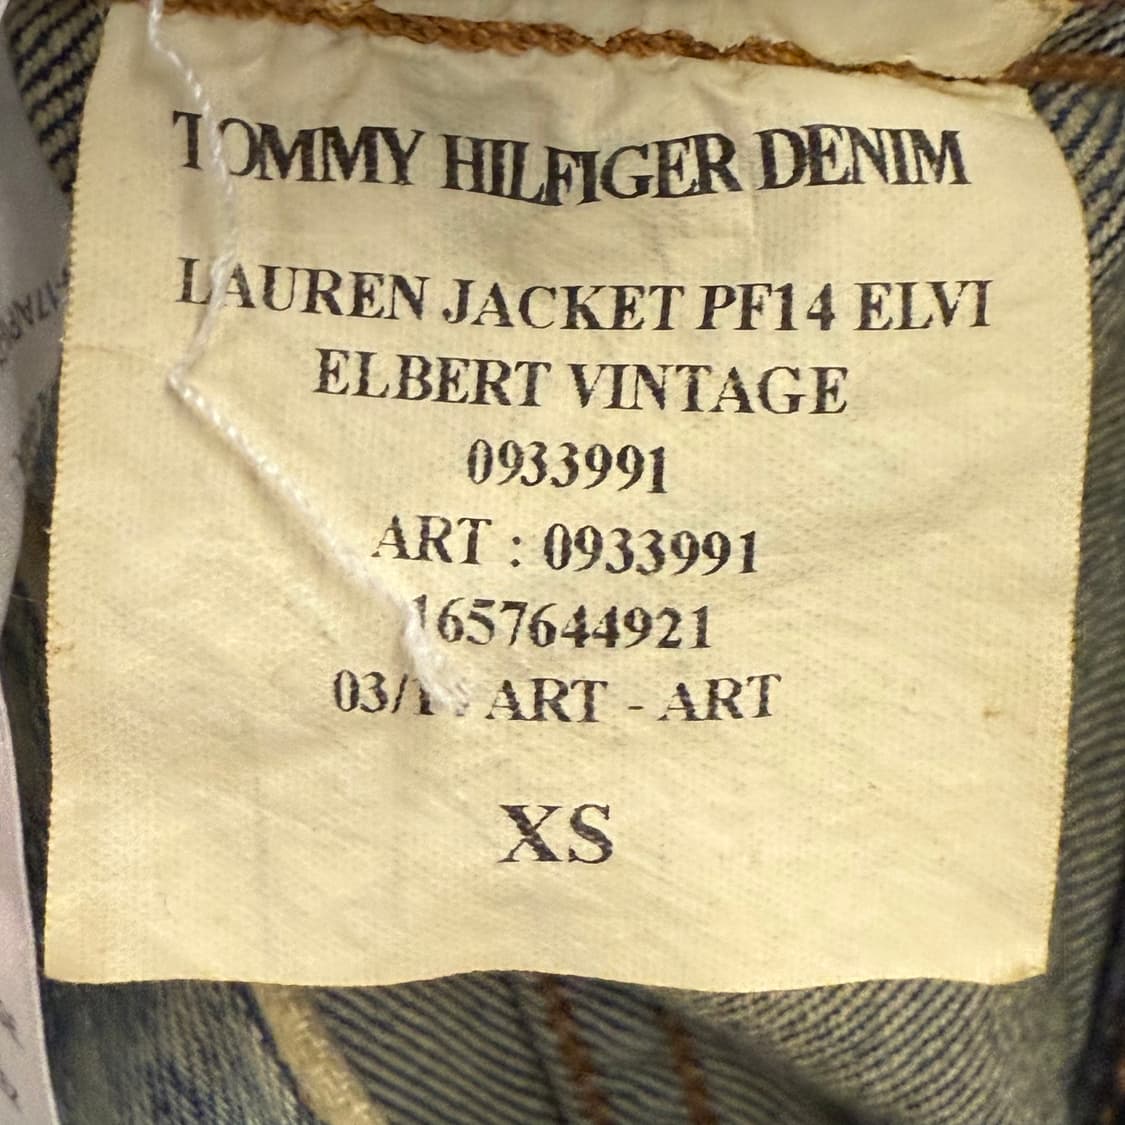 TOMMY HILFIGER DENIM
LAUREN JACKET PF14 ELVI
ELBERT VINTAGE
0933991
ART : 0933991
1657644921
ART - ART
XS